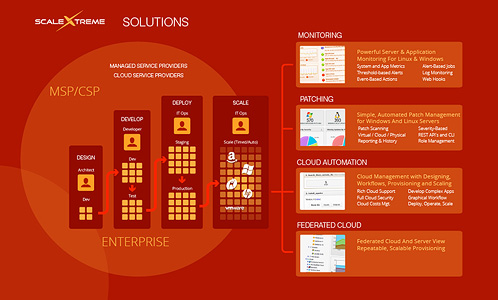 SCALEXTREME
SOLUTIONS
MANAGED SERVICE PROVIDERS
CLOUD SERVICE PROVIDERS
MSP/CSP
DESIGN
Architect
Dev
DEVELOP
Developer
Dev
Test
DEPLOY
IT Ops
Staging
Production
SCALE
IT Ops
Scale (Tires/Auto)
vmware
ENTERPRISE
MONITORING
Powerful Server & Application
Monitoring For Linux & Windows
System and App Metrics
Alert-Based Jobs
Threshold-based Alerts
Log Monitoring
Event-Based Actions
Web Hooks
PATCHING
576
393
Simple, Automated Patch Management
for Windows And Linux Servers
Patch Scanning
Severity-Based
Virtual / Cloud / Physical
REST API's and CLI
Reporting & History
Role Management
CLOUD AUTOMATION
Cloud Management with Designing,
Workflows, Provisioning and Scaling
Rich Cloud Support
Develop Complex Apps
Full Cloud Security
Graphical Workflow
Cloud Costs Mgt.
Deploy, Operate, Scale
FEDERATED CLOUD
Federated Cloud And Server View
Repeatable, Scalable Provisioning